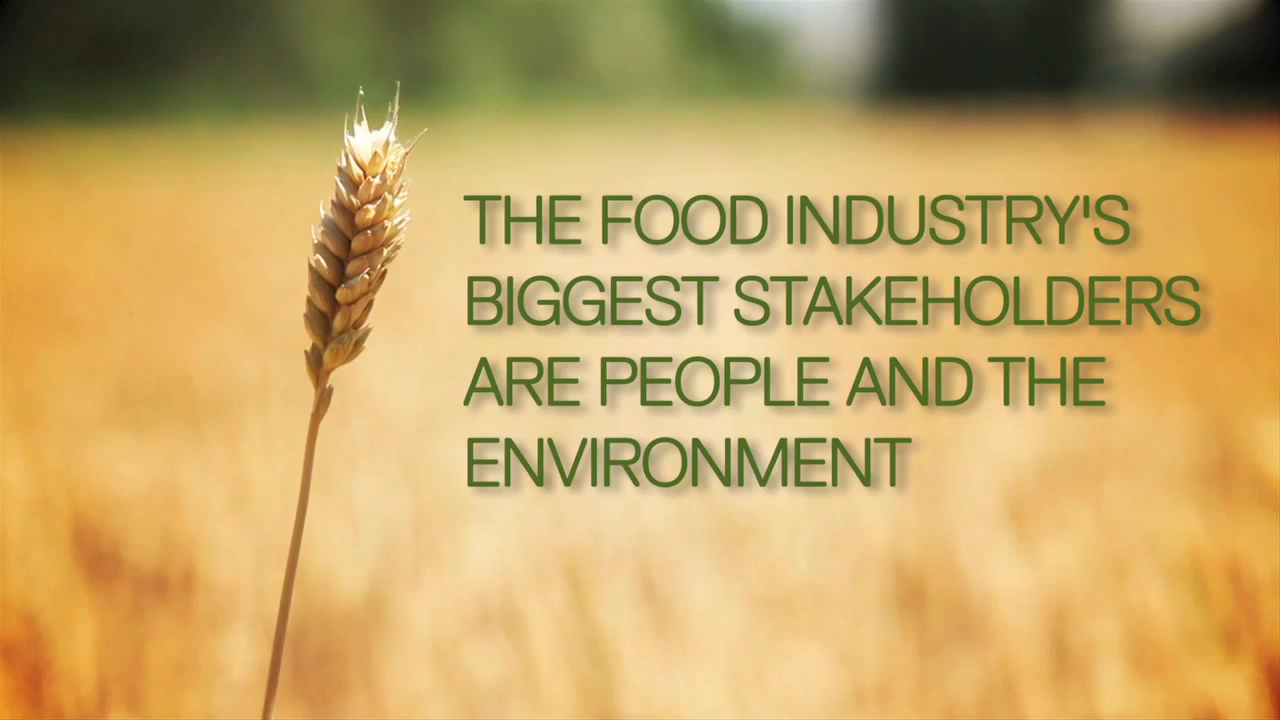 THE FOOD INDUSTRY'S
BIGGEST STAKEHOLDERS
ARE PEOPLE AND THE
ENVIRONMENT